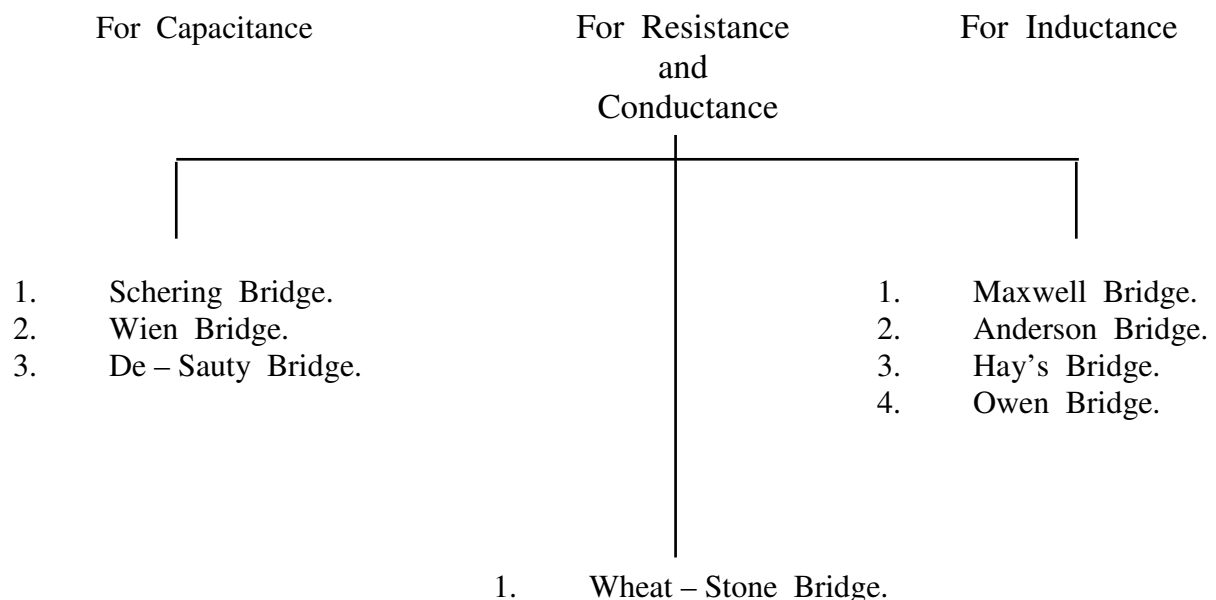 For Capacitance
For Resistance
and
Conductance
For Inductance
1. Schering Bridge.
2. Wien Bridge.
3. De – Sauty Bridge.
1. Maxwell Bridge.
2. Anderson Bridge.
3. Hay’s Bridge.
4. Owen Bridge.
1. Wheat – Stone Bridge.